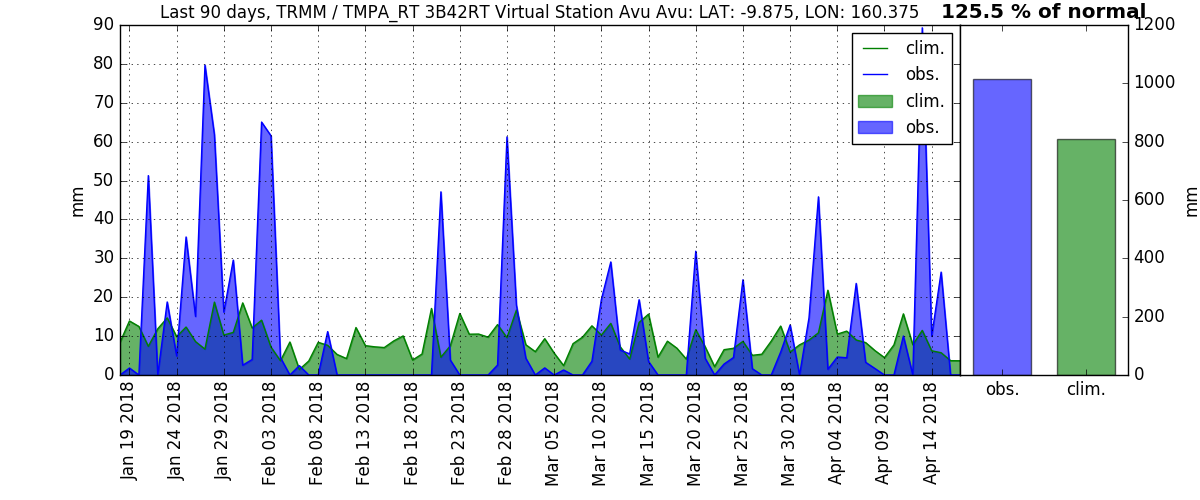 Last 90 days, TRMM / TMPA_RT 3B42RT Virtual Station Avu Avu: LAT: -9.875, LON: 160.375
125.5 % of normal
90
80
70
60
50
40
30
20
10
0
mm
clim.
obs.
clim.
obs.
Jan 19 2018
Jan 24 2018
Jan 29 2018
Feb 03 2018
Feb 08 2018
Feb 13 2018
Feb 18 2018
Feb 23 2018
Feb 28 2018
Mar 05 2018
Mar 10 2018
Mar 15 2018
Mar 20 2018
Mar 25 2018
Mar 30 2018
Apr 04 2018
Apr 09 2018
Apr 14 2018
obs.
clim.
1200
1000
800
600
400
200
0
mm